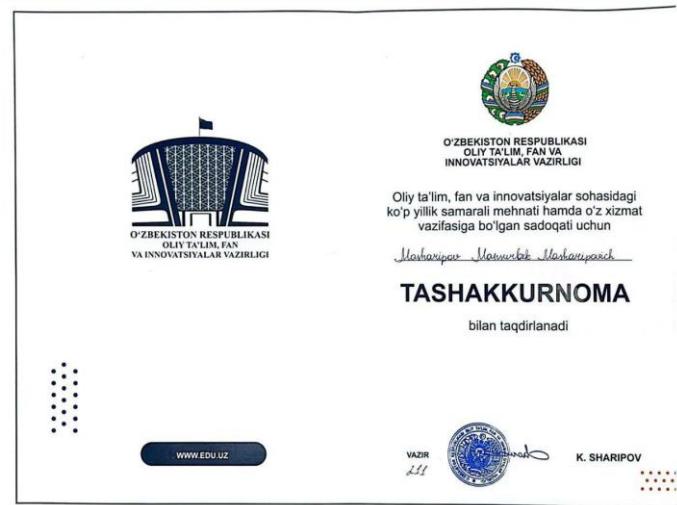 O'ZBEKISTON RESPUBLIKASI
OLIY TA'LIM, FAN
VA INNOVATSIYALAR VAZIRLIGI
WWW.EDU.UZ
O'ZBEKISTON RESPUBLIKASI
OLIY TA'LIM, FAN VA
INNOVATSIYALAR VAZIRLIGI
Oliy ta'lim, fan va innovatsiyalar sohasidagi
ko'p yillik samarali mehnati hamda o'z xizmat
vazifasiga bo'lgan sadoqati uchun
Masharipov
TASHAKKURNOMA
bilan taqdirlanadi
VAZIR
K. SHARIPOV
211